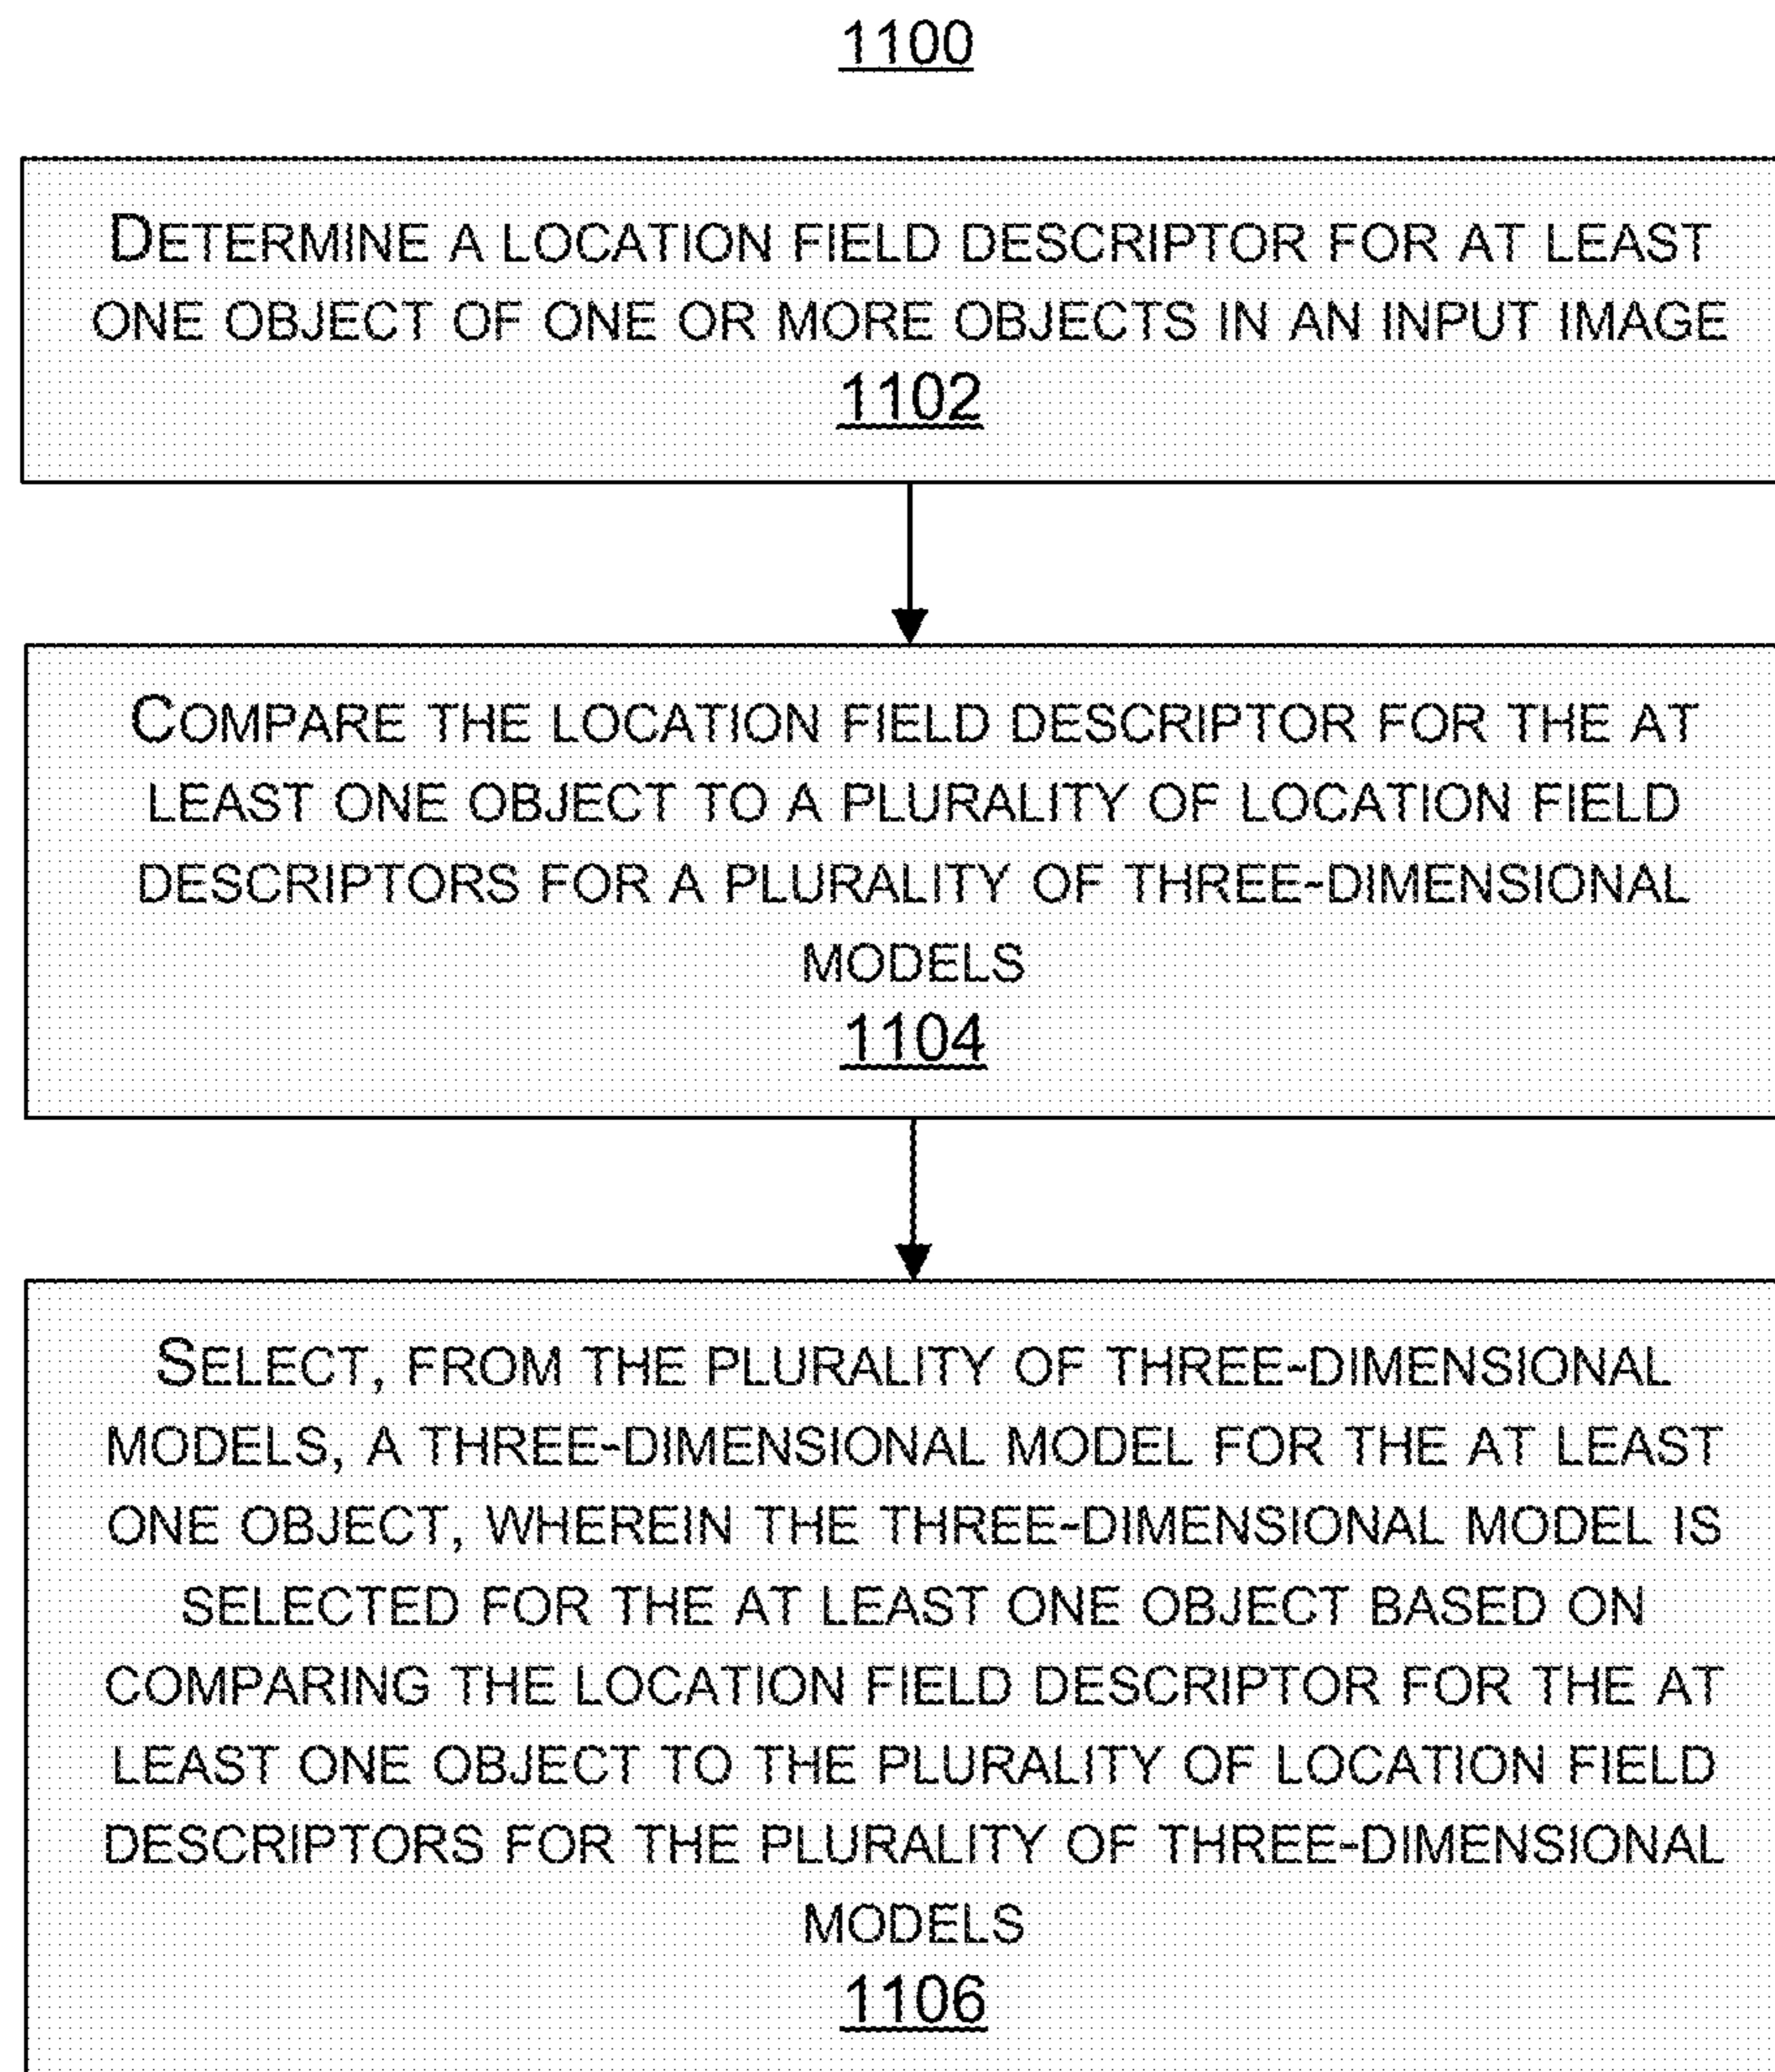 1100
DETERMINE A LOCATION FIELD DESCRIPTOR FOR AT LEAST
ONE OBJECT OF ONE OR MORE OBJECTS IN AN INPUT IMAGE
1102
COMPARE THE LOCATION FIELD DESCRIPTOR FOR THE AT
LEAST ONE OBJECT TO A PLURALITY OF LOCATION FIELD
DESCRIPTORS FOR A PLURALITY OF THREE-DIMENSIONAL
MODELS
1104
SELECT, FROM THE PLURALITY OF THREE-DIMENSIONAL
MODELS, A THREE-DIMENSIONAL MODEL FOR THE AT LEAST
ONE OBJECT, WHEREIN THE THREE-DIMENSIONAL MODEL IS
SELECTED FOR THE AT LEAST ONE OBJECT BASED ON
COMPARING THE LOCATION FIELD DESCRIPTOR FOR THE AT
LEAST ONE OBJECT TO THE PLURALITY OF LOCATION FIELD
DESCRIPTORS FOR THE PLURALITY OF THREE-DIMENSIONAL
MODELS
1106